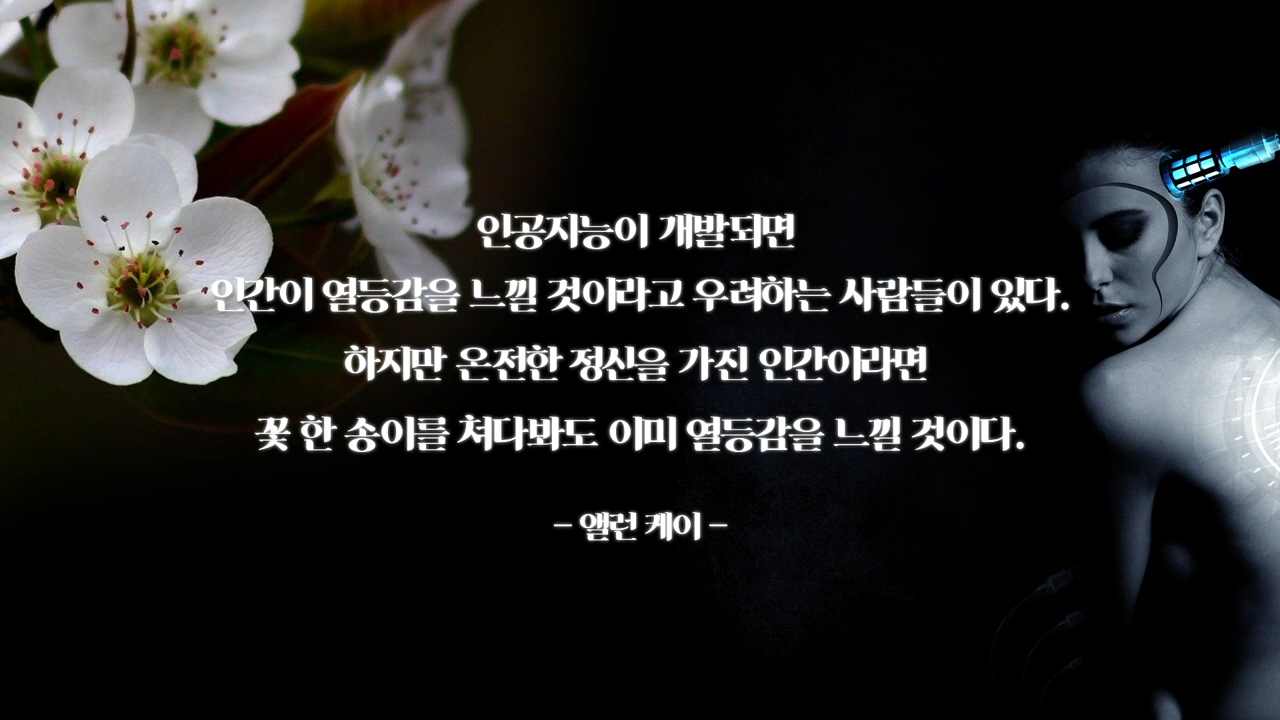 인공지능이 개발되면
인간이 열등감을 느낄 것이라고 우려하는 사람들이 있다.
하지만 온전한 정신을 가진 인간이라면
꽃 한 송이를 쳐다봐도 이미 열등감을 느낄 것이다.
– 앨런 케이 –